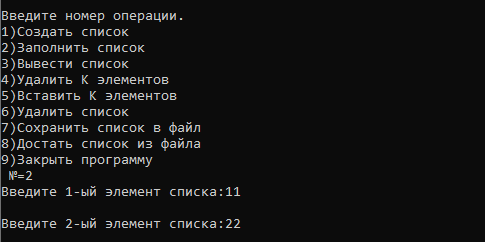 Введите номер операции.
1)Создать список
2)Заполнить список
3)Вывести список
4)Удалить К элементов
5)Вставить К элементов
6)Удалить список
7)Сохранить список в файл
8)Достать список из файла
9)Закрыть программу
№=2
Введите 1-ый элемент списка:11
Введите 2-ый элемент списка:22